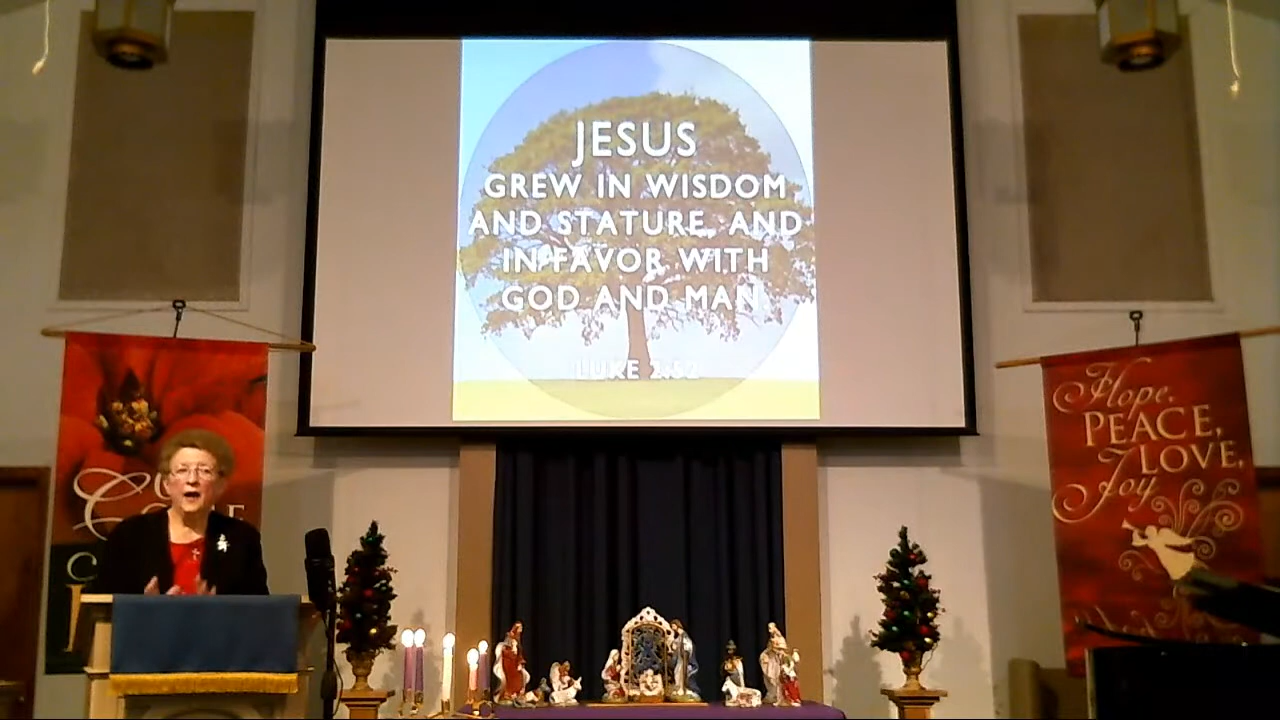 JESUS
GREW IN WISDOM
AND STATURE, AND
IN FAVOR WITH
GOD AND MAN
LUKE 2:52
Hope,
PEACE,
LOVE,
Joy